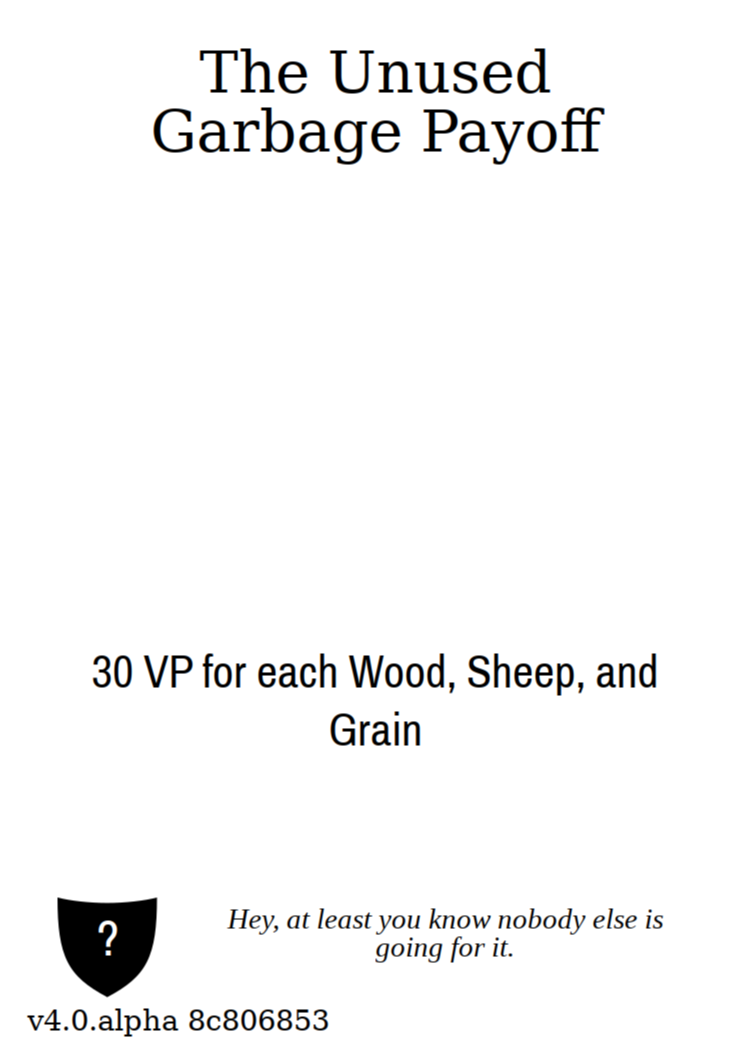 The Unused
Garbage Payoff
30 VP for each Wood, Sheep, and
Grain
?
Hey, at least you know nobody else is
going for it.
v4.0.alpha 8c806853